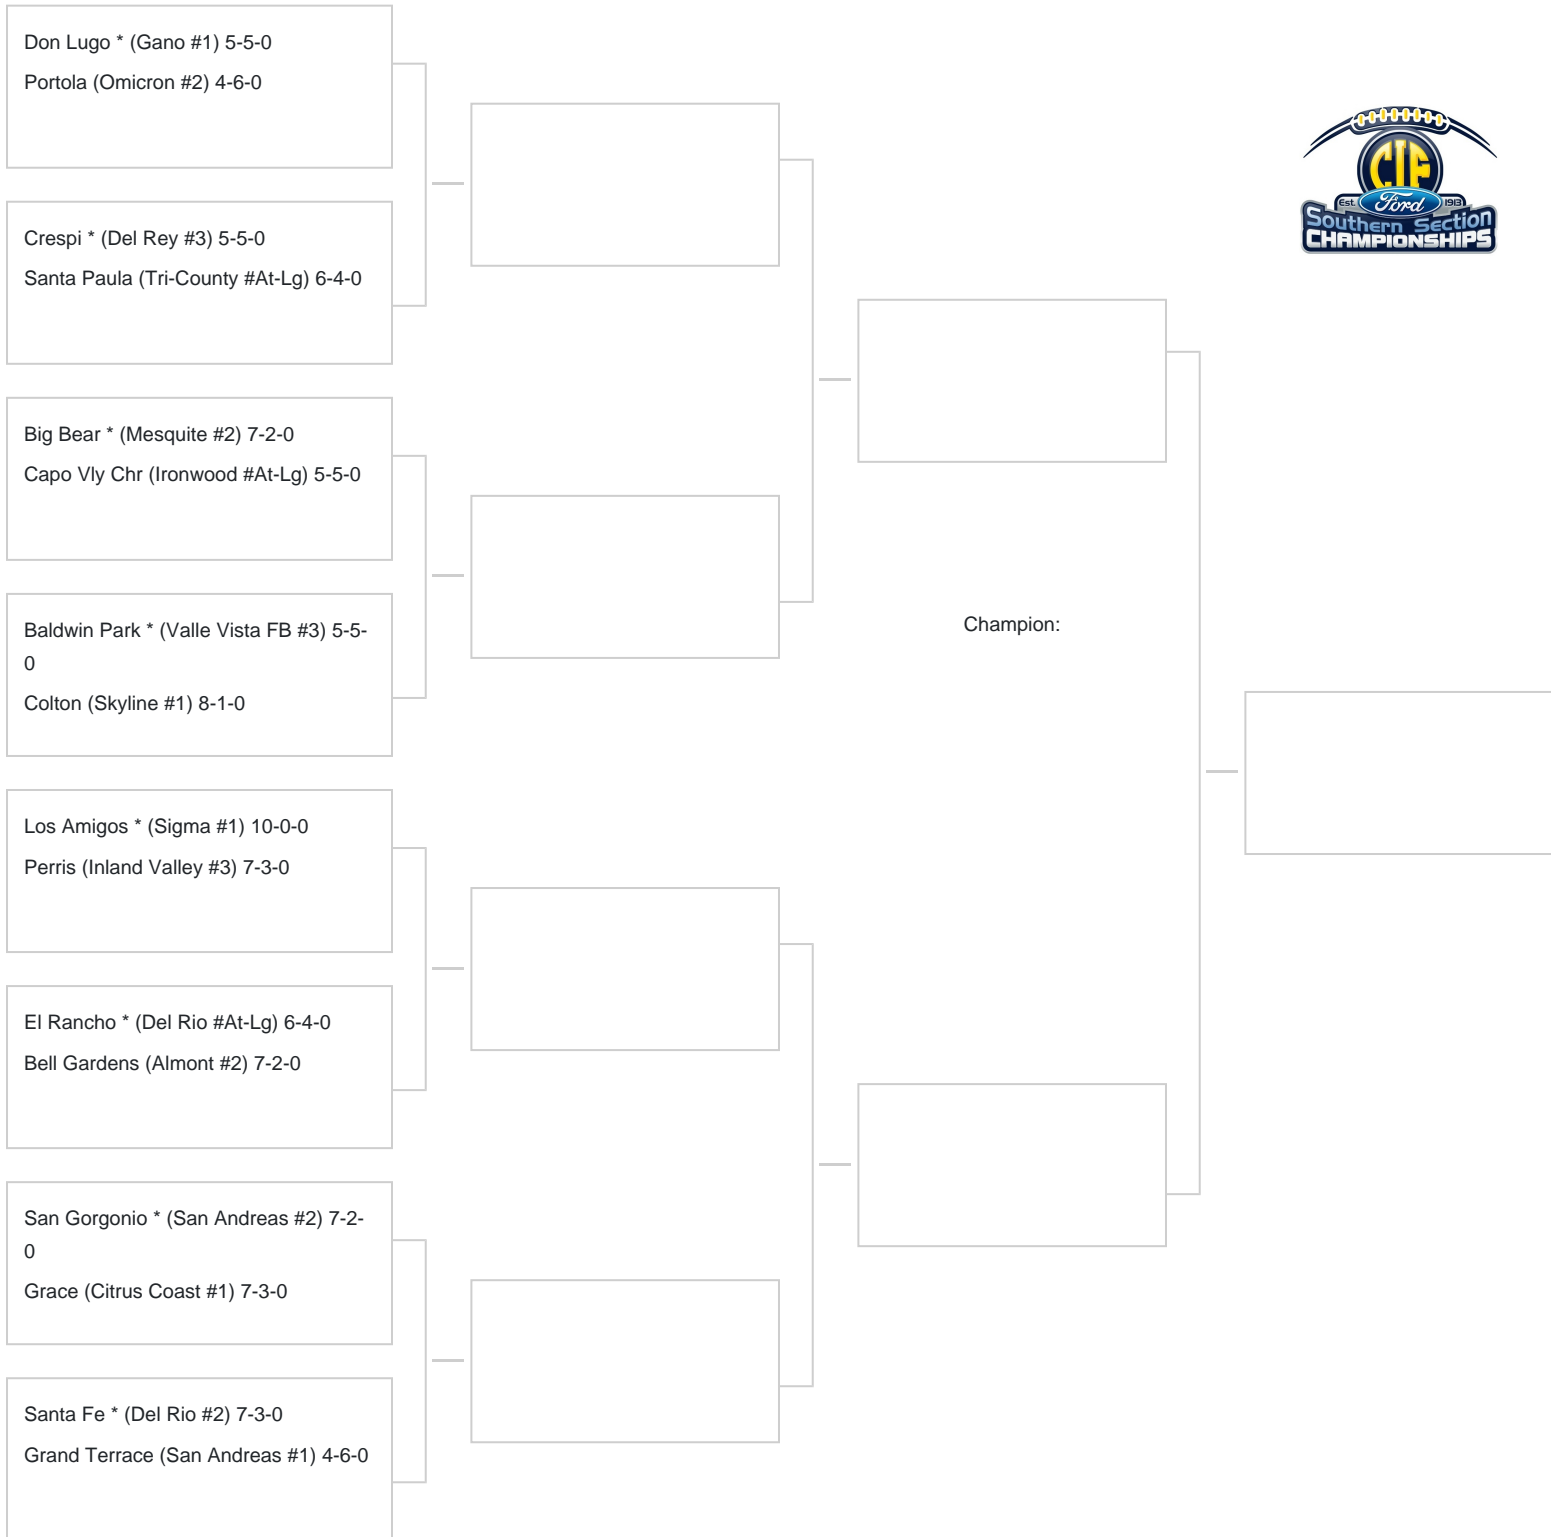 Don Lugo * (Gano #1) 5-5-0
Portola (Omicron #2) 4-6-0
Crespi * (Del Rey #3) 5-5-0
Santa Paula (Tri-County #At-Lg) 6-4-0
Big Bear * (Mesquite #2) 7-2-0
Capo Vly Chr (Ironwood #At-Lg) 5-5-0
Baldwin Park * (Valle Vista FB #3) 5-5-
0
Colton (Skyline #1) 8-1-0
Los Amigos * (Sigma #1) 10-0-0
Perris (Inland Valley #3) 7-3-0
El Rancho * (Del Rio #At-Lg) 6-4-0
Bell Gardens (Almont #2) 7-2-0
San Gorgonio * (San Andreas #2) 7-2-
0
Grace (Citrus Coast #1) 7-3-0
Santa Fe * (Del Rio #2) 7-3-0
Grand Terrace (San Andreas #1) 4-6-0
Champion:
CIF
Est. Ford 1913
Southern Section
CHAMPIONSHIPS